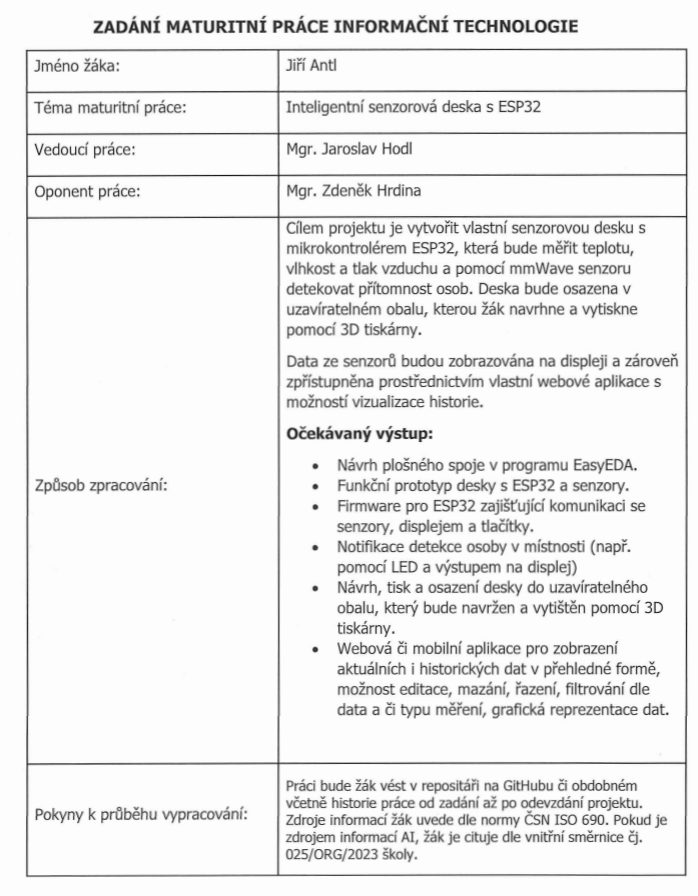 ZADÁNÍ MATURITNÍ PRÁCE INFORMAČNÍ TECHNOLOGIE
Jméno žáka:
Jiří Antl
Téma maturitní práce:
Inteligentní senzorová deska s ESP32
Vedoucí práce:
Mgr. Jaroslav Hodl
Oponent práce:
Mgr. Zdeněk Hrdina
Způsob zpracování:
Cílem projektu je vytvořit vlastní senzorovou desku s
mikrokontrolérem ESP32, která bude měřit teplotu,
vlhkost a tlak vzduchu a pomocí mmWave senzoru
detekovat přítomnost osob. Deska bude osazena v
uzavíratelném obalu, kterou žák navrhne a vytiskne
pomocí 3D tiskárny.
Data ze senzorů budou zobrazována na displeji a zároveň
zpřístupněna prostřednictvím vlastní webové aplikace s
možností vizualizace historie.
Očekávaný výstup:
• Návrh plošného spoje v programu EasyEDA.
• Funkční prototyp desky s ESP32 a senzory.
• Firmware pro ESP32 zajišťující komunikaci se
senzory, displejem a tlačítky.
• Notifikace detekce osoby v místnosti (např.
pomocí LED a výstupem na displej)
• Návrh, tisk a osazení desky do uzavíratelného
obalu, který bude navržen a vytištěn pomocí 3D
tiskárny.
• Webová či mobilní aplikace pro zobrazení
aktuálních i historických dat v přehledné formě,
možnost editace, mazání, řazení, filtrování dle
data a či typu měření, grafická reprezentace dat.
Pokyny k průběhu vypracování:
Práci bude žák vést v repositáři na GitHubu či obdobném
včetně historie práce od zadání až po odevzdání projektu.
Zdroje informací žák uvede dle normy ČSN ISO 690. Pokud je
zdrojem informací AI, žák je cituje dle vnitřní směrnice čj.
025/ORG/2023 školy.